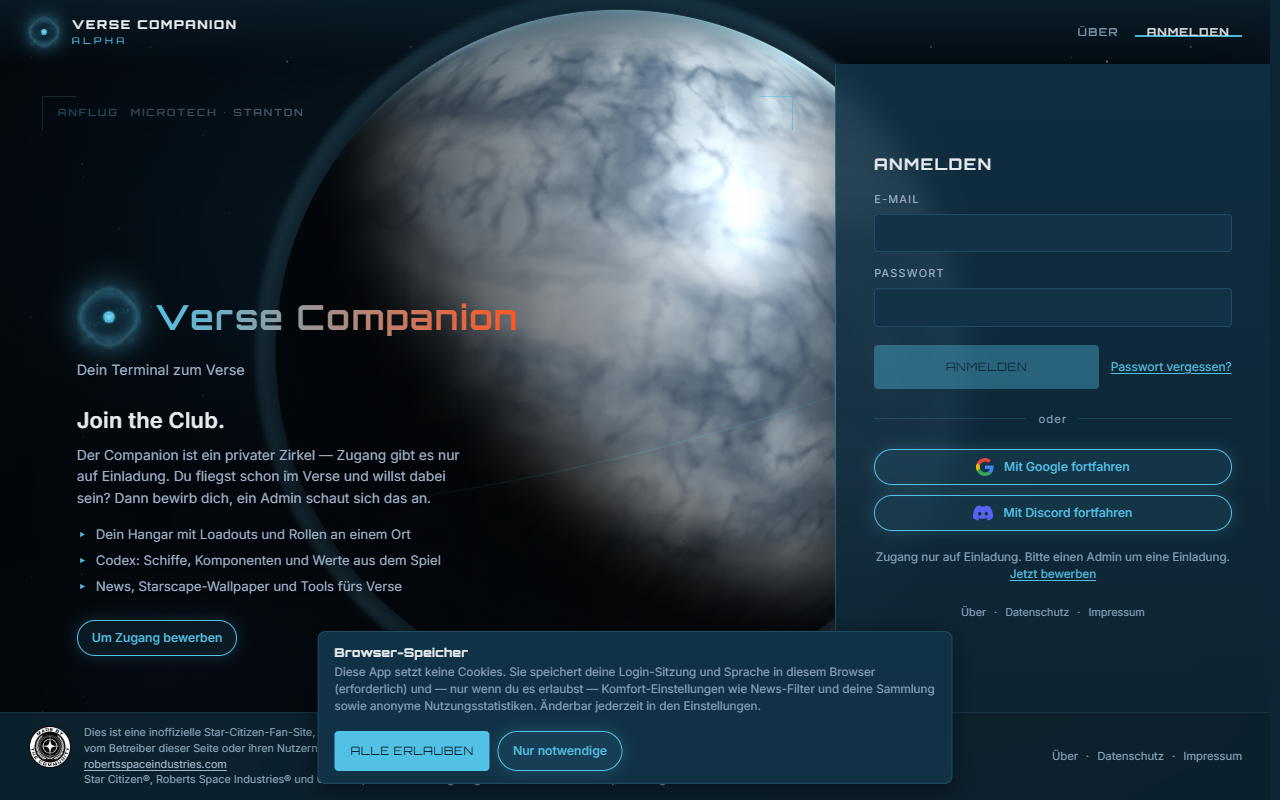 VERSE COMPANION
ALPHA
ÜBER
ANMELDEN
ANFLUG MICROTECH · STANTON
Verse Companion
Dein Terminal zum Verse
Join the Club.
Der Companion ist ein privater Zirkel — Zugang gibt es nur
auf Einladung. Du fliegst schon im Verse und willst dabei
sein? Dann bewirb dich, ein Admin schaut sich das an.
▸ Dein Hangar mit Loadouts und Rollen an einem Ort
▸ Codex: Schiffe, Komponenten und Werte aus dem Spiel
▸ News, Starscape-Wallpaper und Tools fürs Verse
Um Zugang bewerben
ANMELDEN
E-MAIL
PASSWORT
ANMELDEN
Passwort vergessen?
oder
Mit Google fortfahren
Mit Discord fortfahren
Zugang nur auf Einladung. Bitte einen Admin um eine Einladung.
Jetzt bewerben
Über · Datenschutz · Impressum
Browser-Speicher
Diese App setzt keine Cookies. Sie speichert deine Login-Sitzung und Sprache in diesem Browser
(erforderlich) und — nur wenn du es erlaubst — Komfort-Einstellungen wie News-Filter und deine Sammlung
sowie anonyme Nutzungsstatistiken. Änderbar jederzeit in den Einstellungen.
ALLE ERLAUBEN
Nur notwendige
Dies ist eine inoffizielle Star-Citizen-Fan-Site,
vom Betreiber dieser Seite oder ihren Nutzern
robertsspaceindustries.com
Star Citizen®, Roberts Space Industries® und
Über · Datenschutz · Impressum